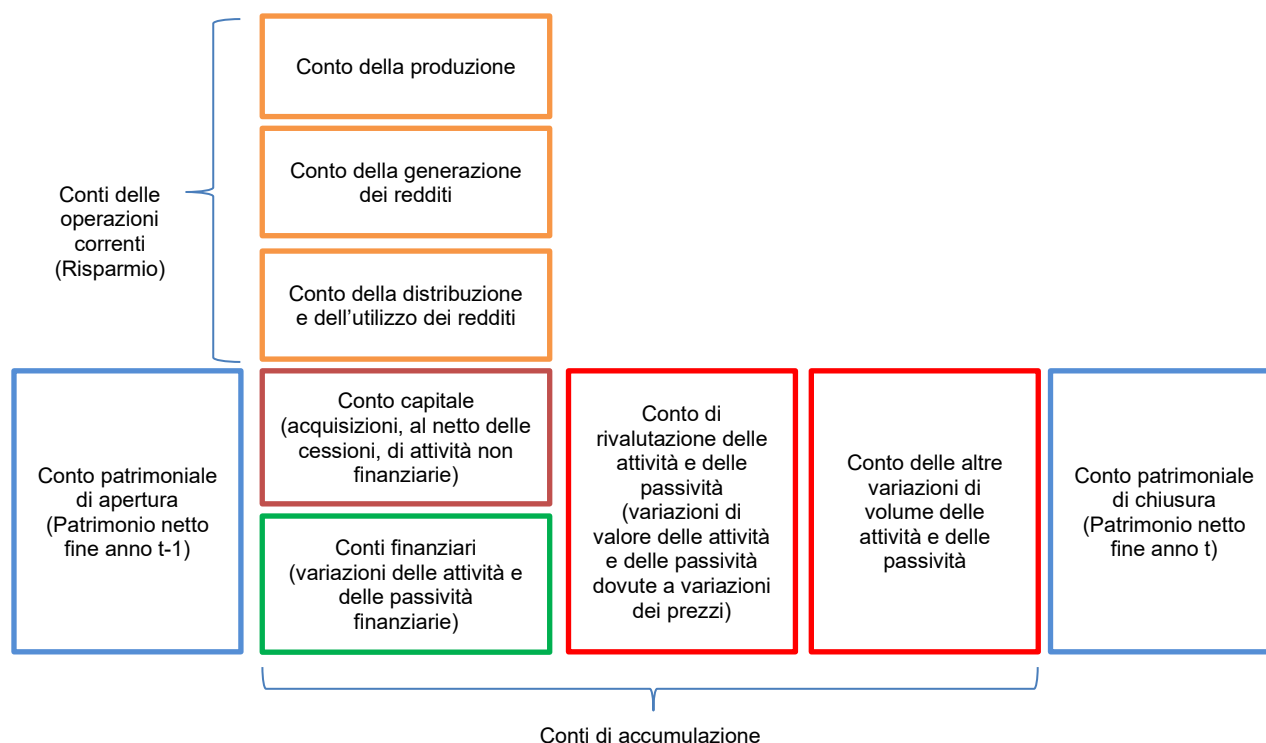 Conto della produzione
Conto della generazione
dei redditi
Conti delle
operazioni
correnti
(Risparmio)
Conto della distribuzione
e dell’utilizzo dei redditi
Conto patrimoniale
di apertura
(Patrimonio netto
fine anno t-1)
Conto capitale
(acquisizioni, al netto delle
cessioni, di attività non
finanziarie)
Conti finanziari
(variazioni delle attività e
delle passività
finanziarie)
Conto di
rivalutazione delle
attività e delle
passività
(variazioni di
valore delle attività
e delle passività
dovute a variazioni
dei prezzi)
Conto delle altre
variazioni di
volume delle
attività e delle
passività
Conto patrimoniale
di chiusura
(Patrimonio netto
fine anno t)
Conti di accumulazione